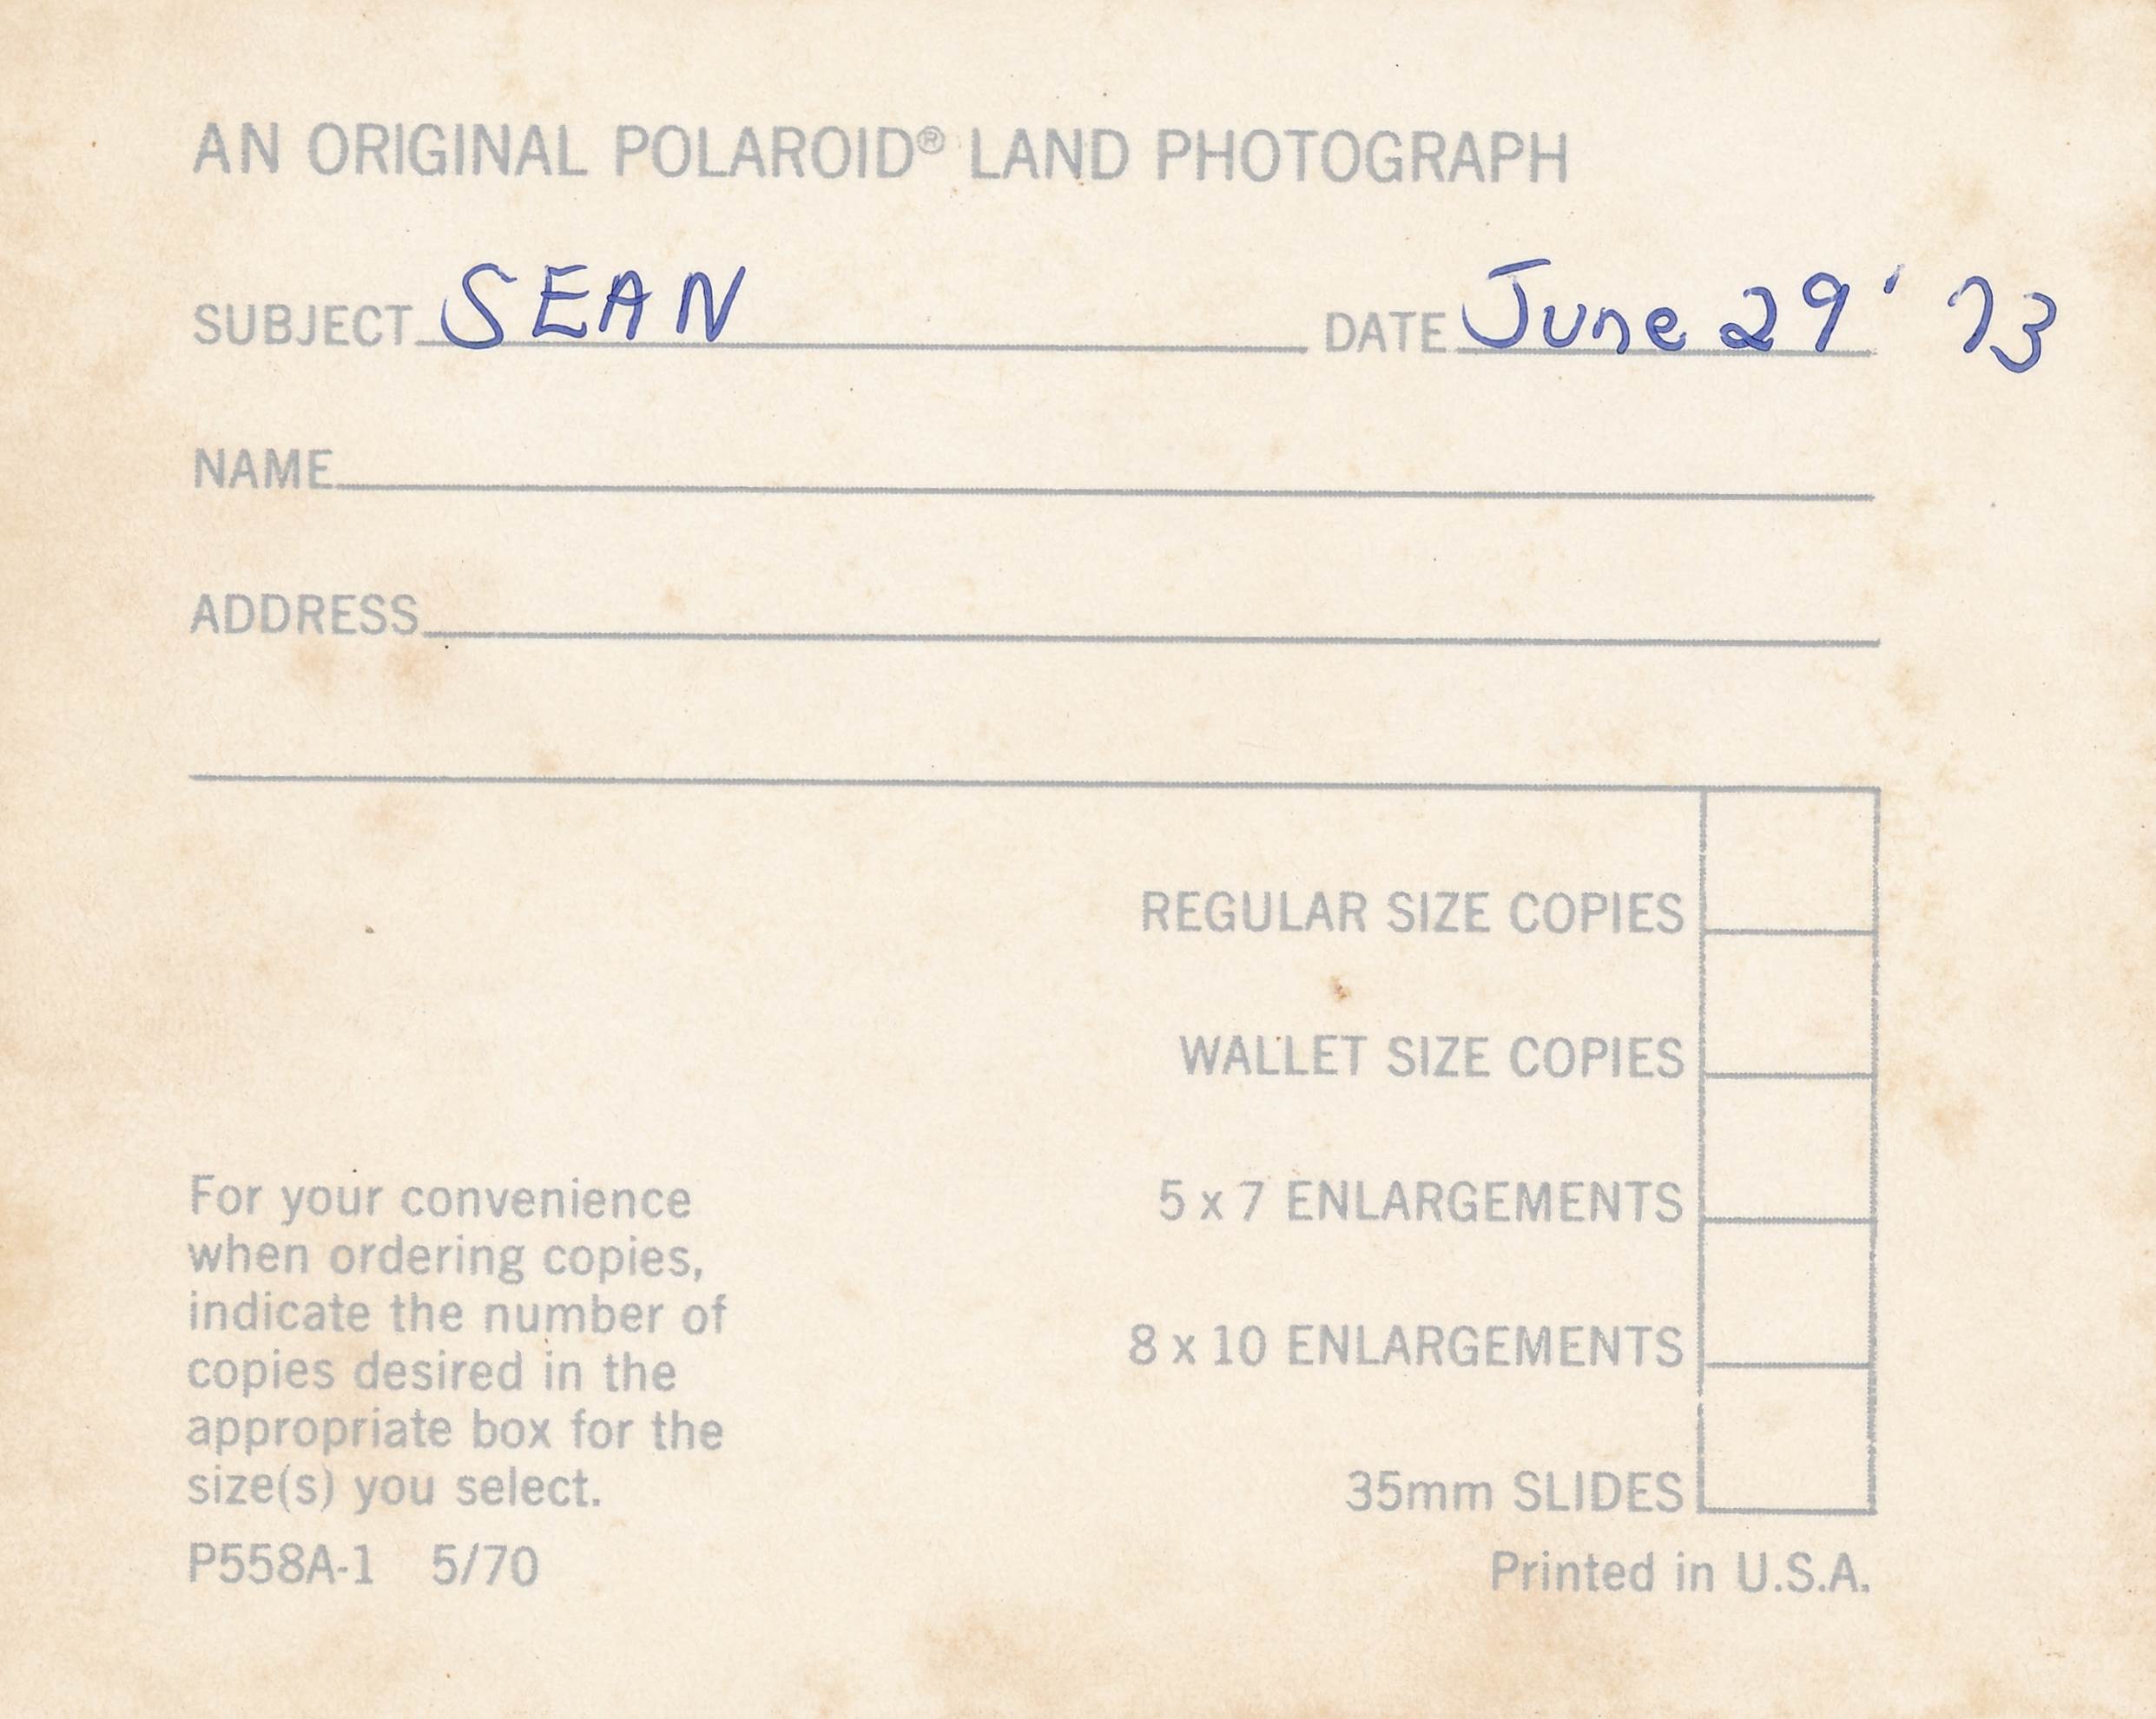 AN ORIGINAL POLAROID® LAND PHOTOGRAPH
SUBJECT SEAN DATE June 29 ' 73
NAME
ADDRESS
REGULAR SIZE COPIES
WALLET SIZE COPIES
5 x 7 ENLARGEMENTS
8 x 10 ENLARGEMENTS
35mm SLIDES
For your convenience
when ordering copies,
indicate the number of
copies desired in the
appropriate box for the
size(s) you select.
P558A-1 5/70
Printed in U.S.A.